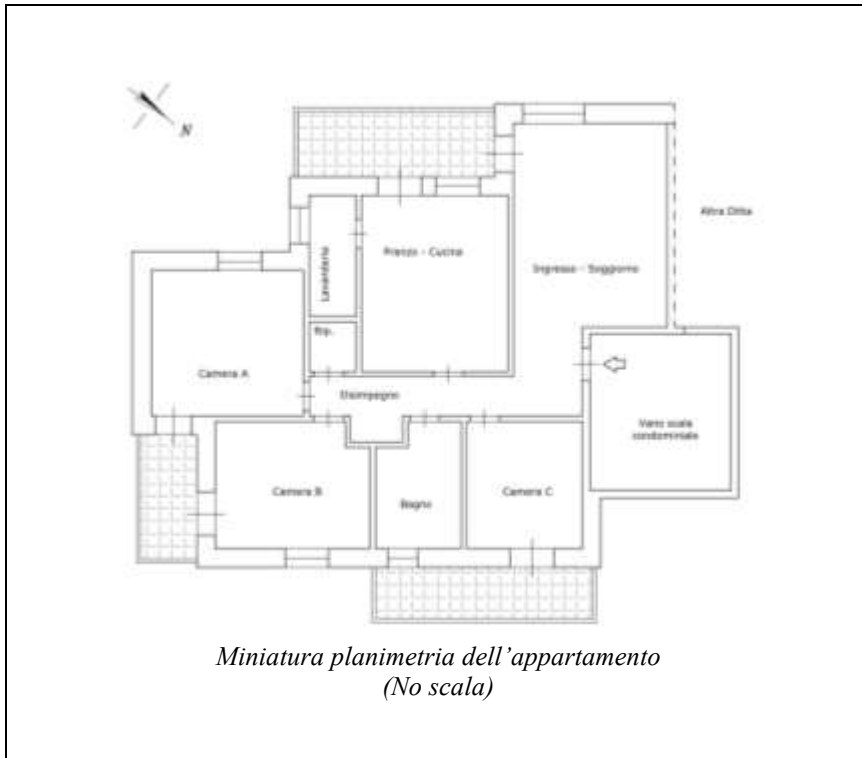 N
Altra Ditta
Pranzo - Cucina
Lavanderia
Ingresso - Soggiorno
Rip.
Camera A
Disimpegno
Vano scala
condominiale
Camera B
Bagno
Camera C
Miniatura planimetria dell’appartamento
(No scala)